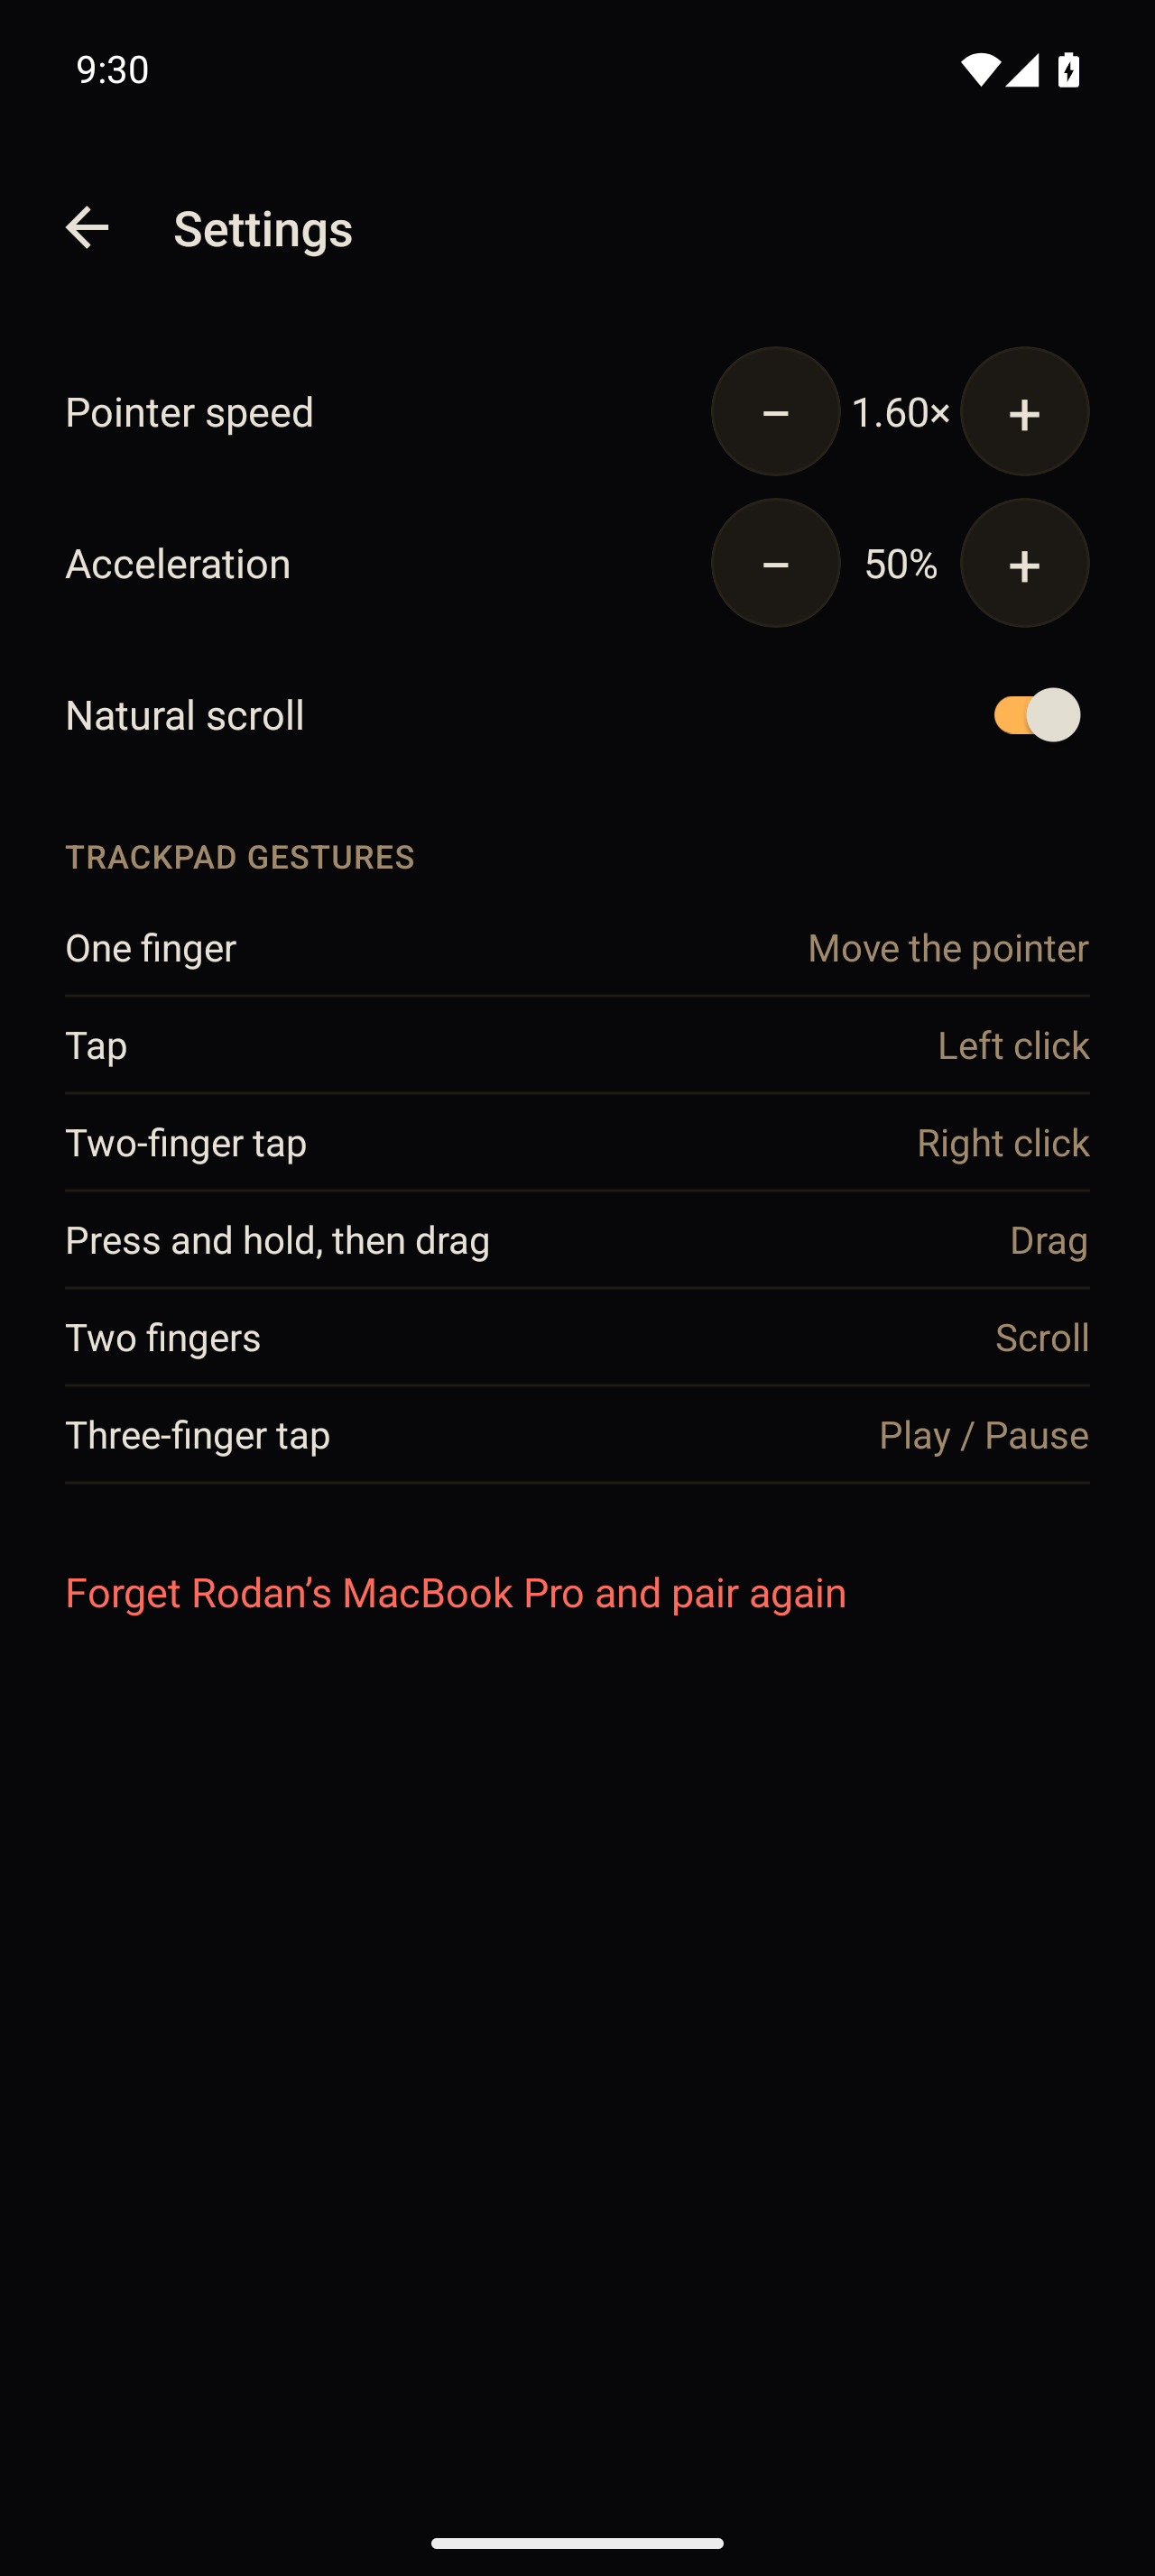 9:30
Settings
Pointer speed − 1.60× +
Acceleration − 50% +
Natural scroll
TRACKPAD GESTURES
One finger Move the pointer
Tap Left click
Two-finger tap Right click
Press and hold, then drag Drag
Two fingers Scroll
Three-finger tap Play / Pause
Forget Rodan’s MacBook Pro and pair again